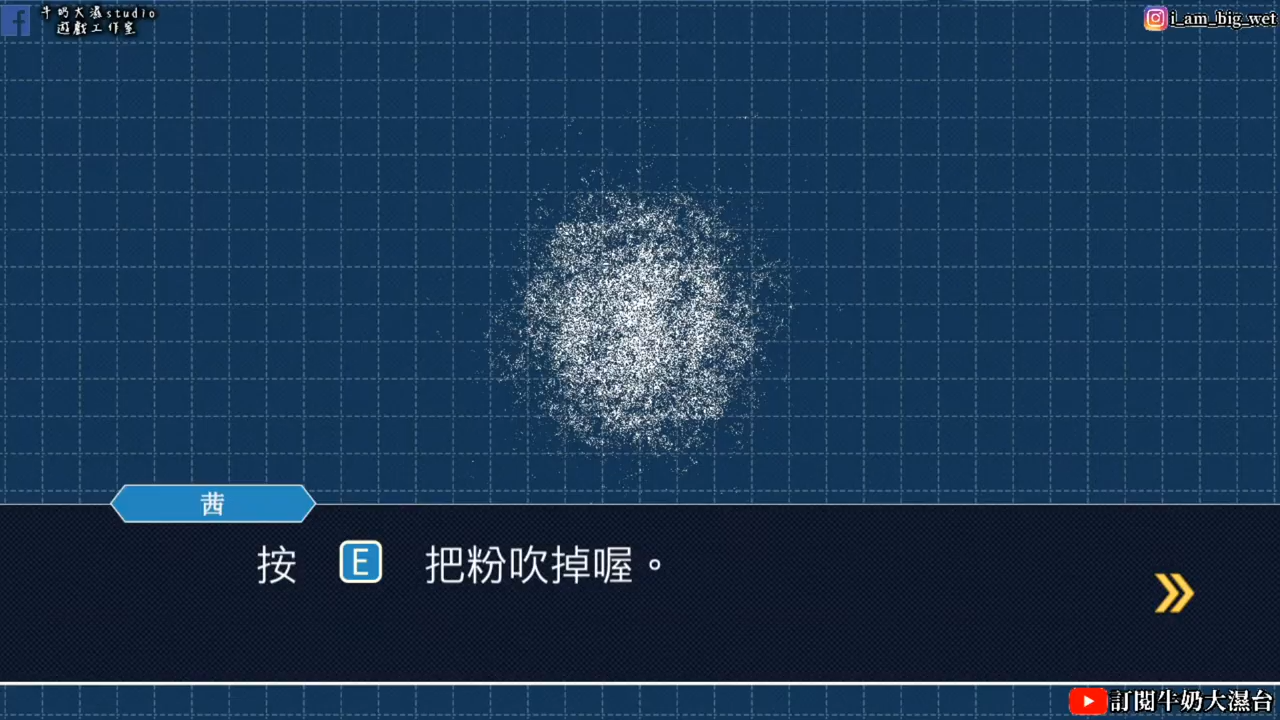 牛奶大濕studio
遊戲工作室
i_am_big_wet
茜
按 E 把粉吹掉喔。
訂閱牛奶大濕台